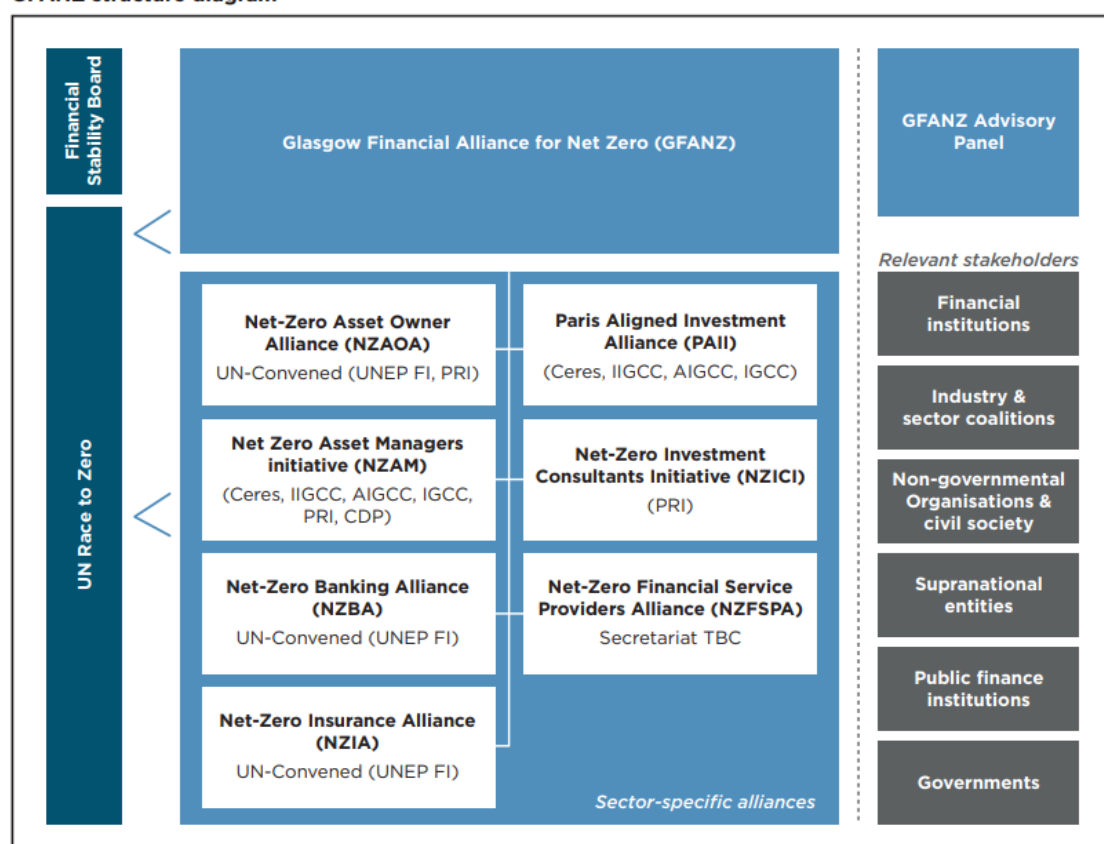 Financial
Stability Board
Glasgow Financial Alliance for Net Zero (GFANZ)
GFANZ Advisory
Panel
UN Race to Zero
Net-Zero Asset Owner
Alliance (NZAOA)
UN-Convened (UNEP FI, PRI)
Paris Aligned Investment
Alliance (PAII)
(Ceres, IIGCC, AIGCC, IGCC)
Net Zero Asset Managers
initiative (NZAM)
(Ceres, IIGCC, AIGCC, IGCC,
PRI, CDP)
Net-Zero Investment
Consultants Initiative (NZICI)
(PRI)
Net-Zero Banking Alliance
(NZBA)
UN-Convened (UNEP FI)
Net-Zero Financial Service
Providers Alliance (NZFSPA)
Secretariat TBC
Net-Zero Insurance Alliance
(NZIA)
UN-Convened (UNEP FI)
Sector-specific alliances
Relevant stakeholders
Financial
institutions
Industry &
sector coalitions
Non-governmental
Organisations &
civil society
Supranational
entities
Public finance
institutions
Governments